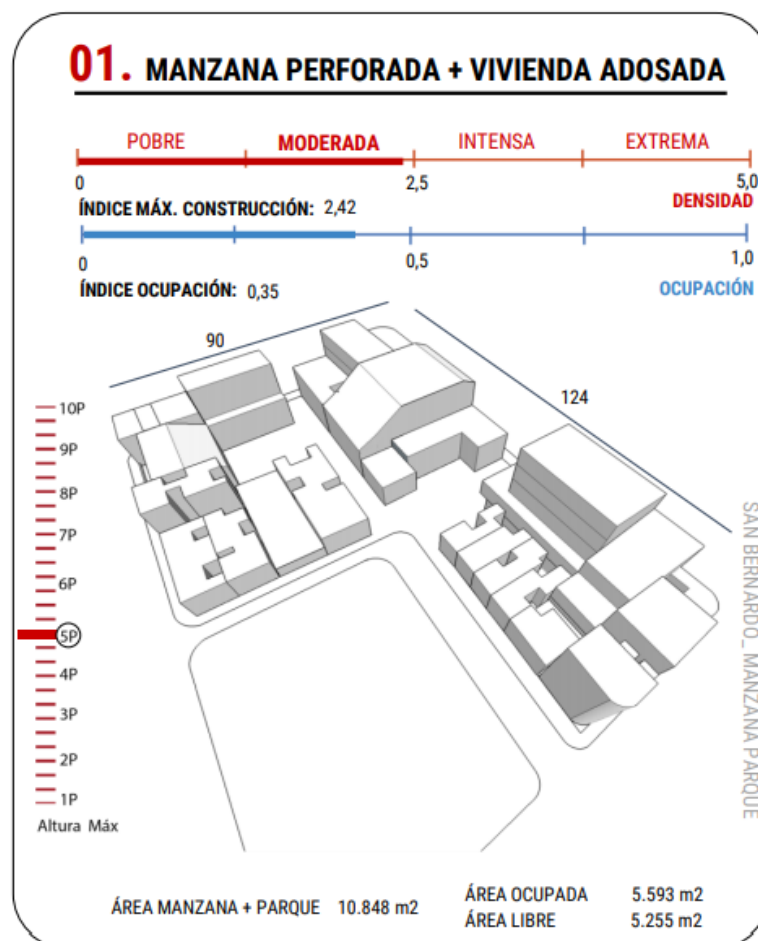 01. MANZANA PERFORADA + VIVIENDA ADOSADA
POBRE MODERADA INTENSA EXTREMA
0 2,5 5,0
DENSIDAD
ÍNDICE MÁX. CONSTRUCCIÓN: 2,42
0 0,5 1,0
ÍNDICE OCUPACIÓN: 0,35
OCUPACIÓN
90
124
10P
9P
8P
7P
6P
5P
4P
3P
2P
1P
Altura Máx
SAN BERNARDO_ MANZANA PARQUE
ÁREA MANZANA + PARQUE 10.848 m2
ÁREA OCUPADA 5.593 m2
ÁREA LIBRE 5.255 m2